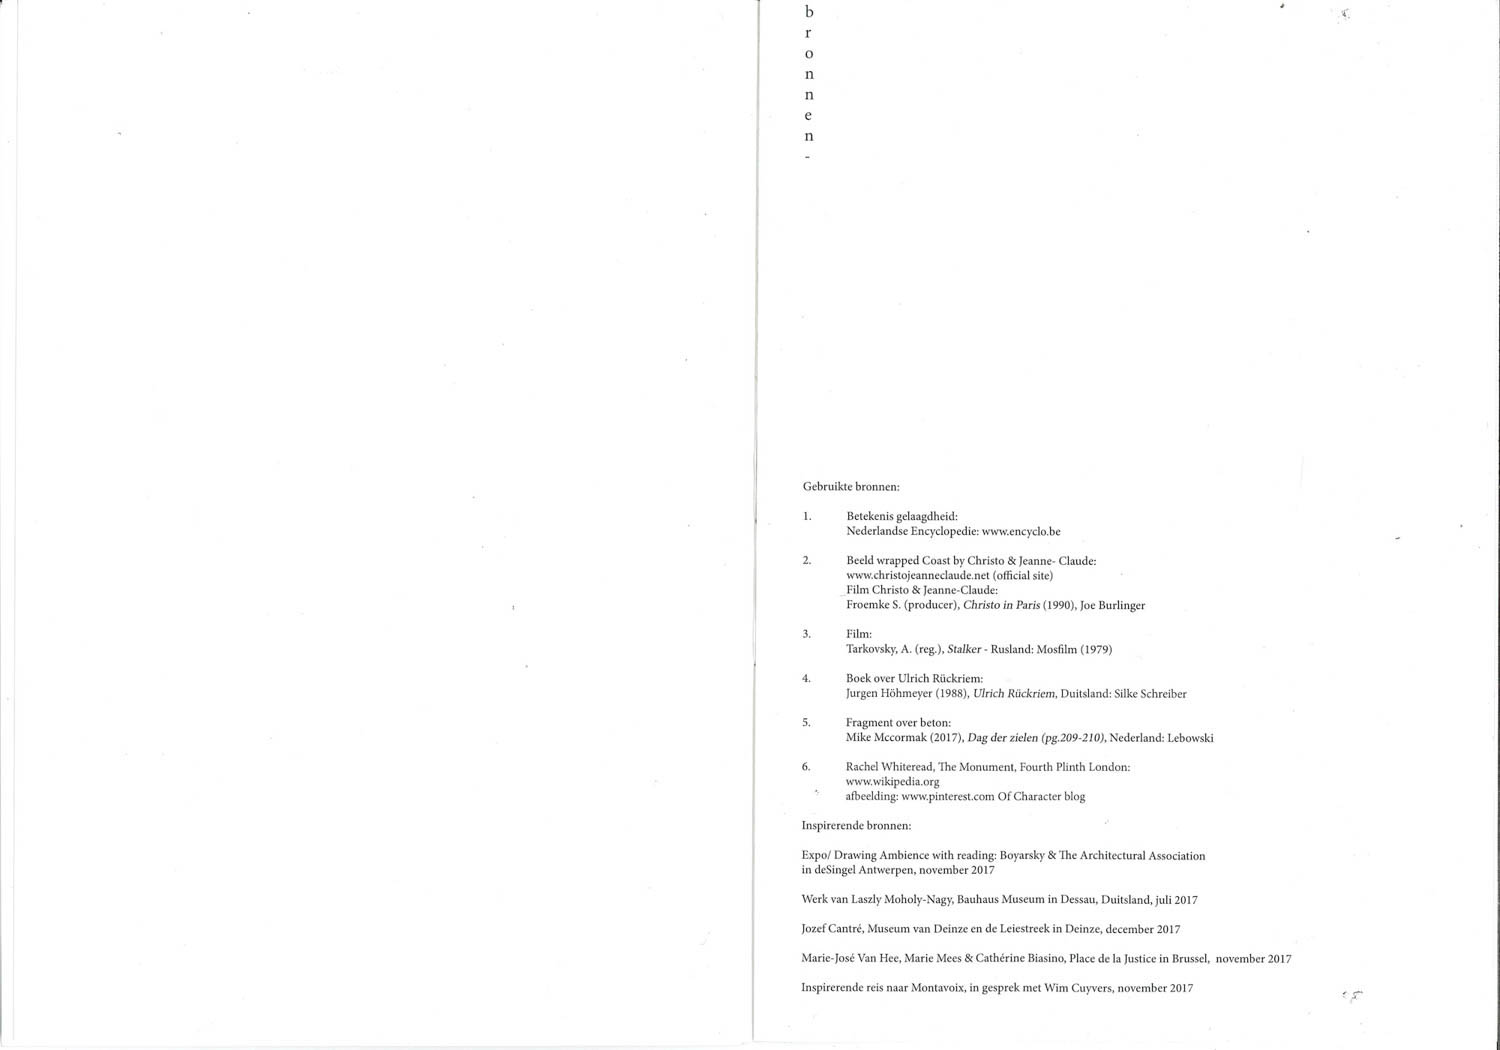 b
r
o
n
n
e
n
-
Gebruikte bronnen:
1. Betekenis gelaagdheid:
Nederlandse Encyclopedie: www.encyclo.be
2. Beeld wrapped Coast by Christo & Jeanne- Claude:
www.christojeanneclaude.net (official site)
Film Christo & Jeanne-Claude:
Froemke S. (producer), Christo in Paris (1990), Joe Burlinger
3. Film:
Tarkovsky, A. (reg.), Stalker - Rusland: Mosfilm (1979)
4. Boek over Ulrich Rückriem:
Jurgen Höhmeyer (1988), Ulrich Rückriem, Duitsland: Silke Schreiber
5. Fragment over beton:
Mike Mccormak (2017), Dag der zielen (pg.209-210), Nederland: Lebowski
6. Rachel Whiteread, The Monument, Fourth Plinth London:
www.wikipedia.org
afbeelding: www.pinterest.com Of Character blog
Inspirerende bronnen:
Expo/ Drawing Ambience with reading: Boyarsky & The Architectural Association
in deSingel Antwerpen, november 2017
Werk van Laszly Moholy-Nagy, Bauhaus Museum in Dessau, Duitsland, juli 2017
Jozef Cantré, Museum van Deinze en de Leiestreek in Deinze, december 2017
Marie-José Van Hee, Marie Mees & Cathérine Biasino, Place de la Justice in Brussel, november 2017
Inspirerende reis naar Montavoix, in gesprek met Wim Cuyvers, november 2017